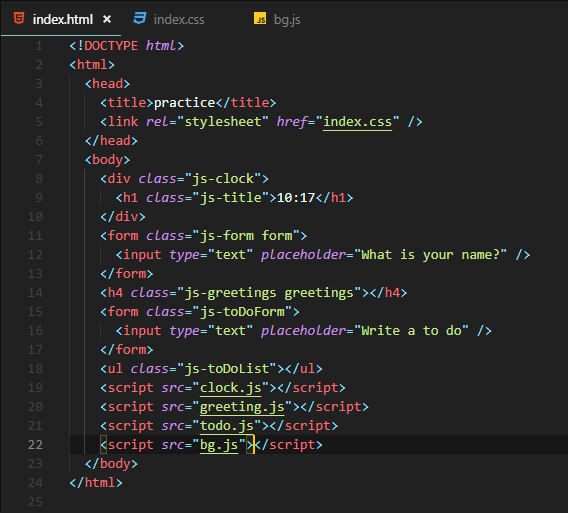 index.html × index.css bg.js
1 <!DOCTYPE html>
2 <html>
3 <head>
4 <title>practice</title>
5 <link rel="stylesheet" href="index.css" />
6 </head>
7 <body>
8 <div class="js-clock">
9 <h1 class="js-title">10:17</h1>
10 </div>
11 <form class="js-form form">
12 <input type="text" placeholder="What is your name?" />
13 </form>
14 <h4 class="js-greetings greetings"></h4>
15 <form class="js-toDoForm">
16 <input type="text" placeholder="Write a to do" />
17 </form>
18 <ul class="js-toDoList"></ul>
19 <script src="clock.js"></script>
20 <script src="greeting.js"></script>
21 <script src="todo.js"></script>
22 <script src="bg.js"></script>
23 </body>
24 </html>
25